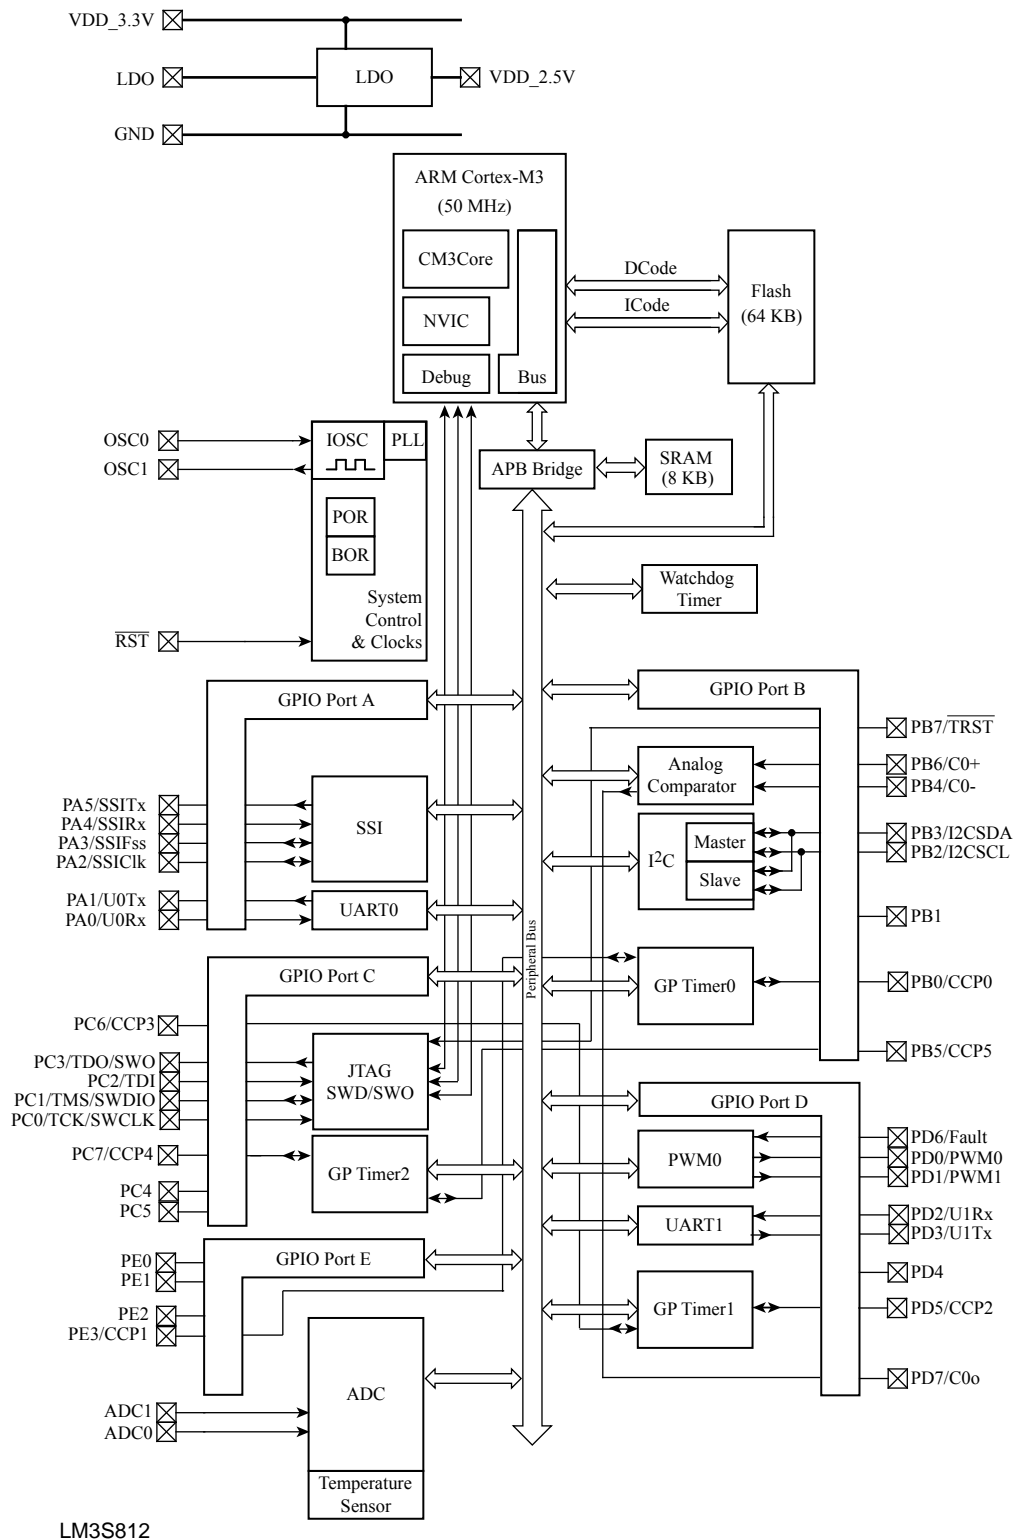 VDD_3.3V
LDO
LDO
VDD_2.5V
GND
ARM Cortex-M3
(50 MHz)
CM3Core
NVIC
Debug
Bus
DCode
ICode
Flash
(64 KB)
OSC0
OSC1
IOSC
PLL
POR
BOR
System
Control
& Clocks
RST
APB Bridge
SRAM
(8 KB)
Watchdog
Timer
GPIO Port A
PA5/SSITx
PA4/SSIRx
PA3/SSIFss
PA2/SSIClk
SSI
PA1/U0Tx
PA0/U0Rx
UART0
GPIO Port B
PB7/TRST
Analog
Comparator
PB6/C0+
PB4/C0-
I2C
Master
Slave
PB3/I2CSDA
PB2/I2CSCL
PB1
Peripheral Bus
GP Timer0
PB0/CCP0
PB5/CCP5
GPIO Port C
PC6/CCP3
PC3/TDO/SWO
PC2/TDI
PC1/TMS/SWDIO
PC0/TCK/SWCLK
JTAG
SWD/SWO
PC7/CCP4
GP Timer2
PC4
PC5
GPIO Port D
PWM0
PD6/Fault
PD0/PWM0
PD1/PWM1
UART1
PD2/U1Rx
PD3/U1Tx
PD4
GP Timer1
PD5/CCP2
PD7/C0o
GPIO Port E
PE0
PE1
PE2
PE3/CCP1
ADC
ADC1
ADC0
Temperature
Sensor
LM3S812